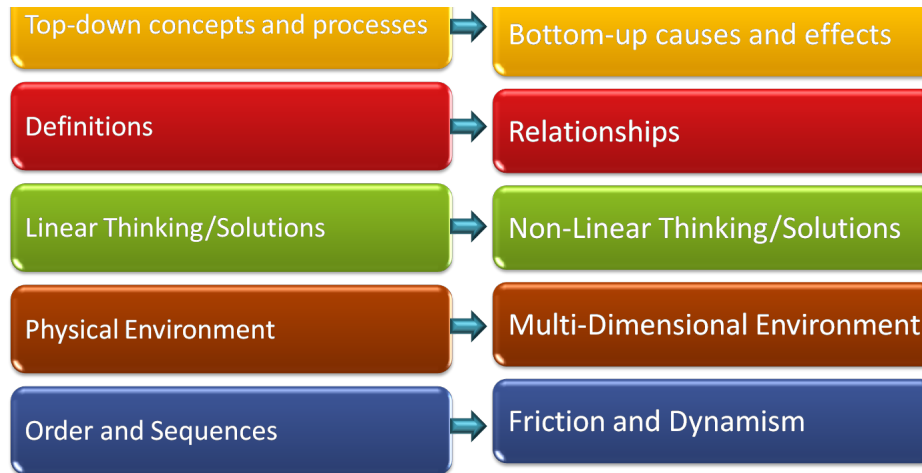 Top-down concepts and processes
Bottom-up causes and effects
Definitions
Relationships
Linear Thinking/Solutions
Non-Linear Thinking/Solutions
Physical Environment
Multi-Dimensional Environment
Order and Sequences
Friction and Dynamism